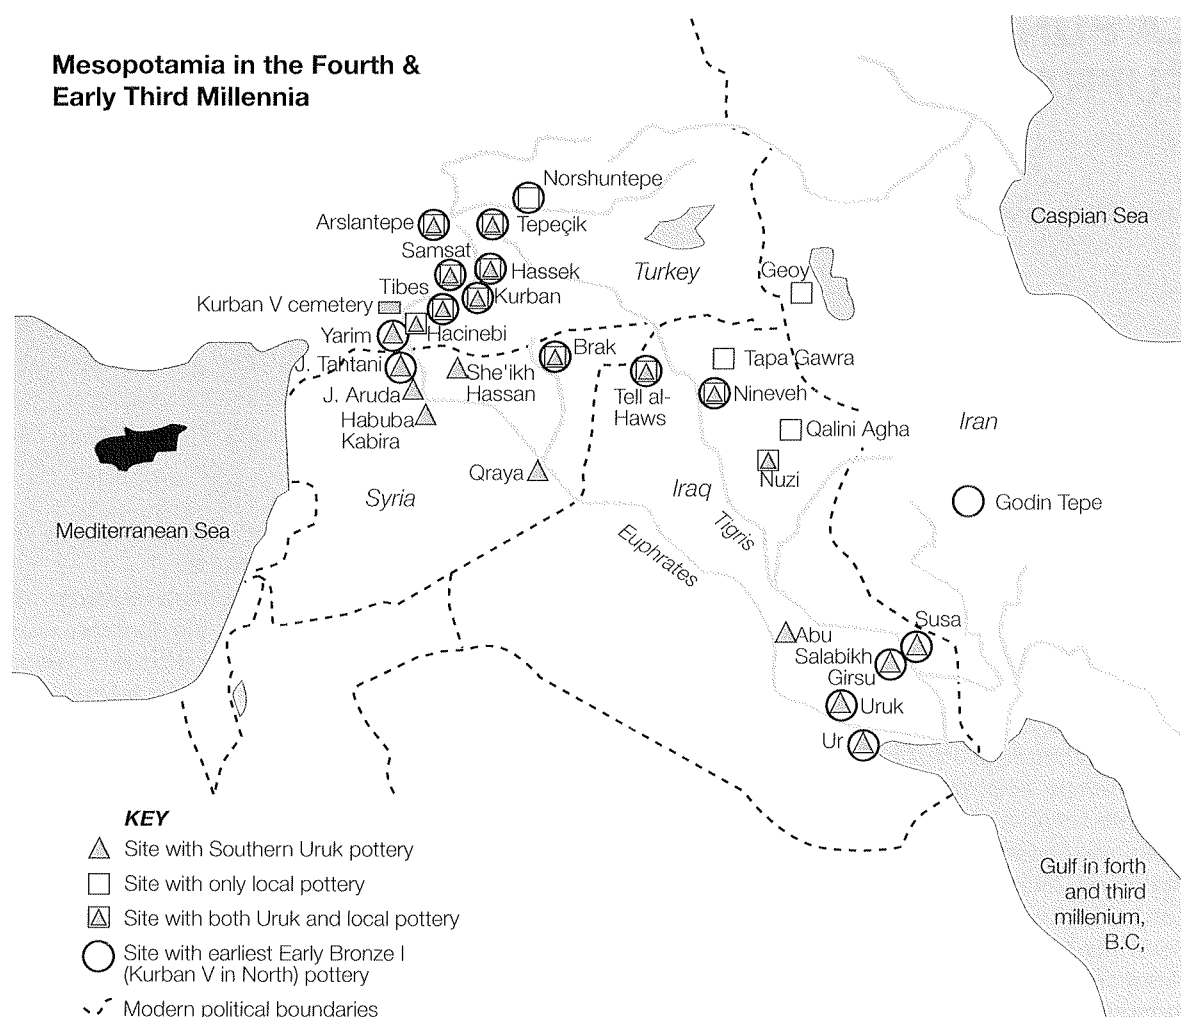 Mesopotamia in the Fourth &
Early Third Millennia
Norshuntepe
Arslantepe
Tepeçik
Caspian Sea
Samsat
Hassek
Turkey
Geoy
Tibes
Kurban
Kurban V cemetery
Yarim
Hacinebi
Brak
J. Tahtani
She'ikh
Hassan
Tapa Gawra
J. Aruda
Tell al-
Haws
Nineveh
Habuba
Kabira
Qalini Agha
Iran
Qraya
Nuzi
Syria
Iraq
Godin Tepe
Mediterranean Sea
Tigris
Euphrates
Susa
Abu
Salabikh
Girsu
Uruk
Ur
KEY
Site with Southern Uruk pottery
Site with only local pottery
Site with both Uruk and local pottery
Site with earliest Early Bronze I
(Kurban V in North) pottery
Modern political boundaries
Gulf in forth
and third
millenium,
B.C,